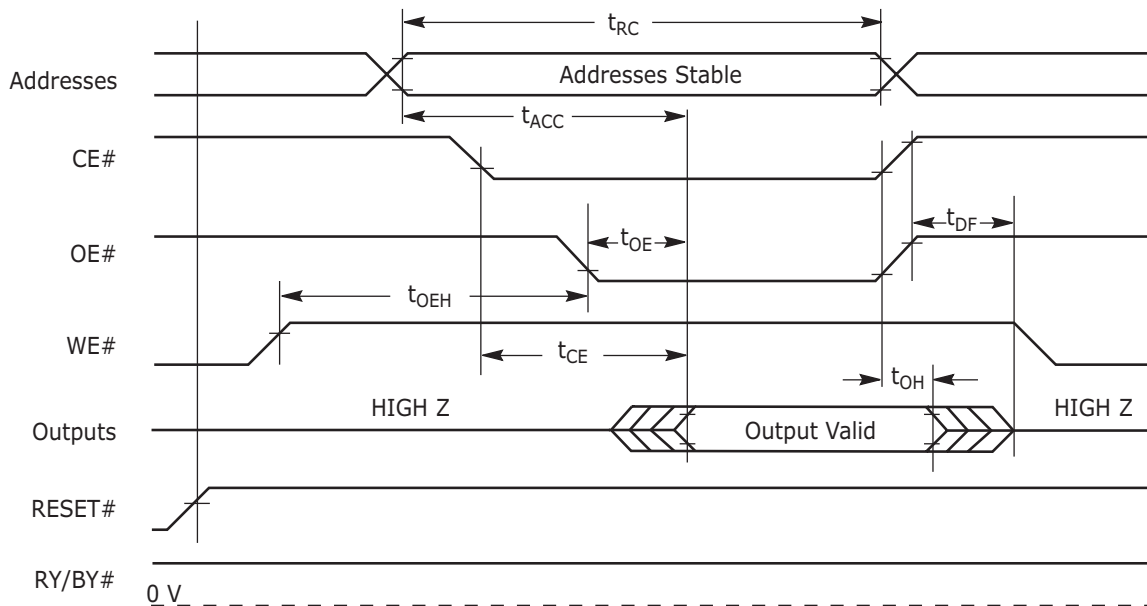 tRC
Addresses
Addresses Stable
tACC
CE#
tDF
OE#
tOE
tOEH
WE#
tCE
tOH
HIGH Z
HIGH Z
Outputs
Output Valid
RESET#
RY/BY#
0 V